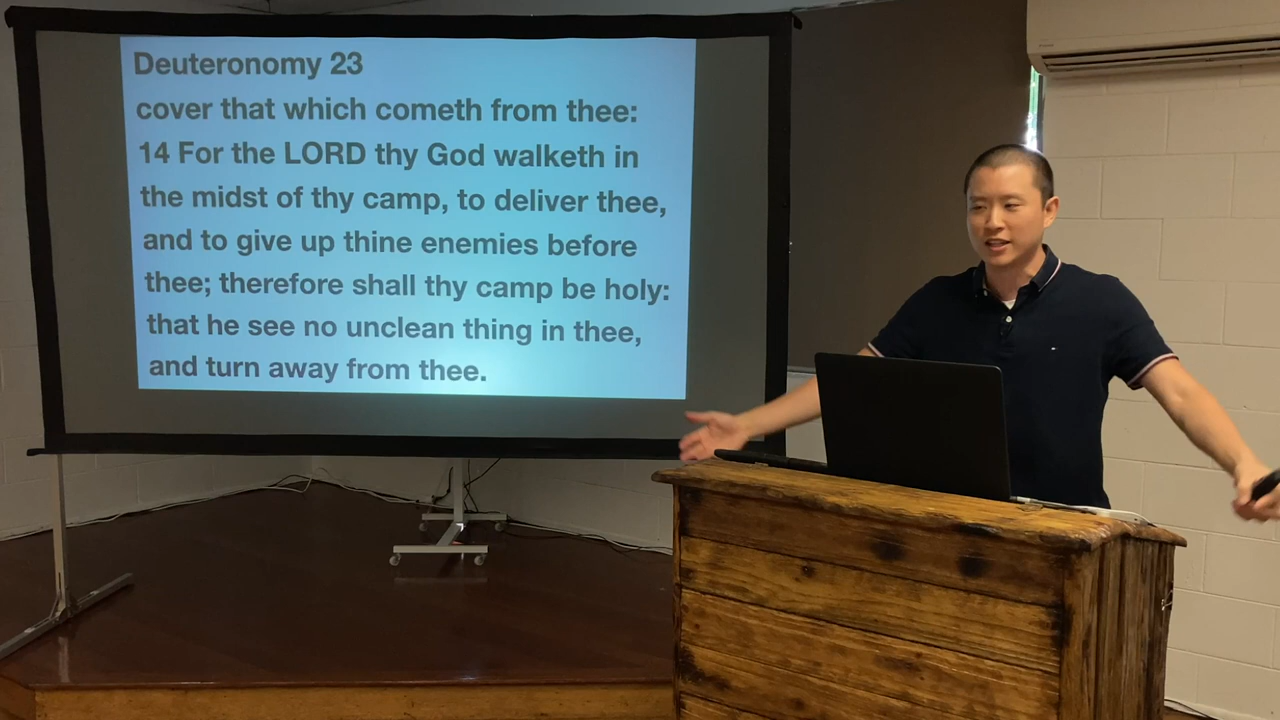 Deuteronomy 23
cover that which cometh from thee:
14 For the LORD thy God walketh in
the midst of thy camp, to deliver thee,
and to give up thine enemies before
thee; therefore shall thy camp be holy:
that he see no unclean thing in thee,
and turn away from thee.